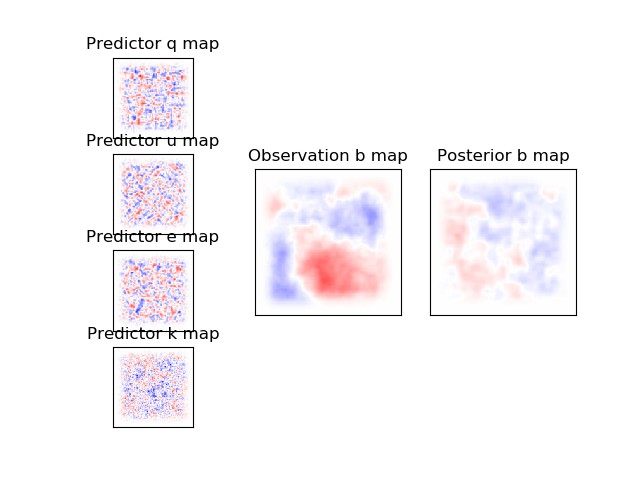 Predictor q map
Predictor u map
Predictor e map
Predictor k map
Observation b map
Posterior b map